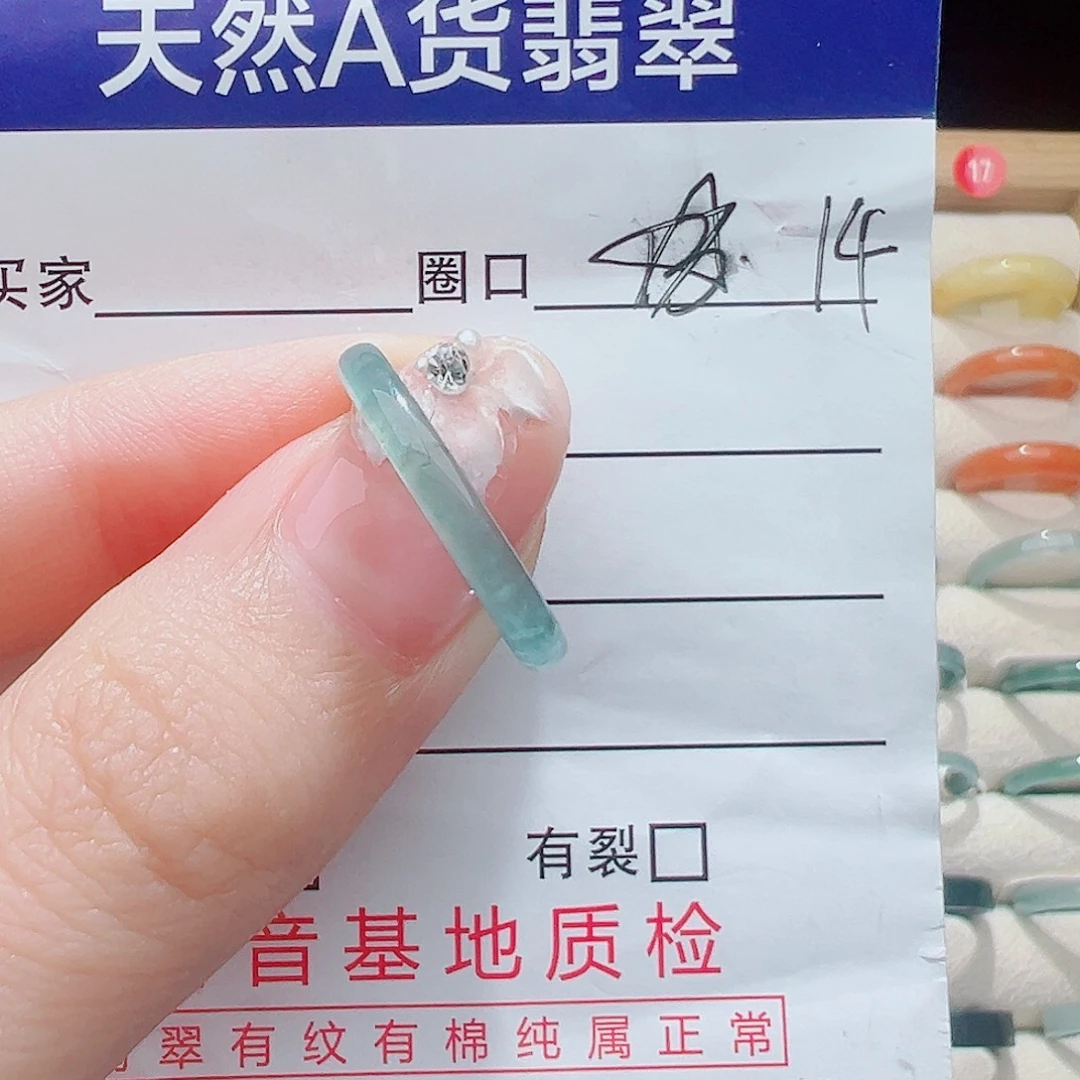 天然A货翡翠
17
买家 圈口 14
有裂
音基地质检
翠有纹有棉纯属正常